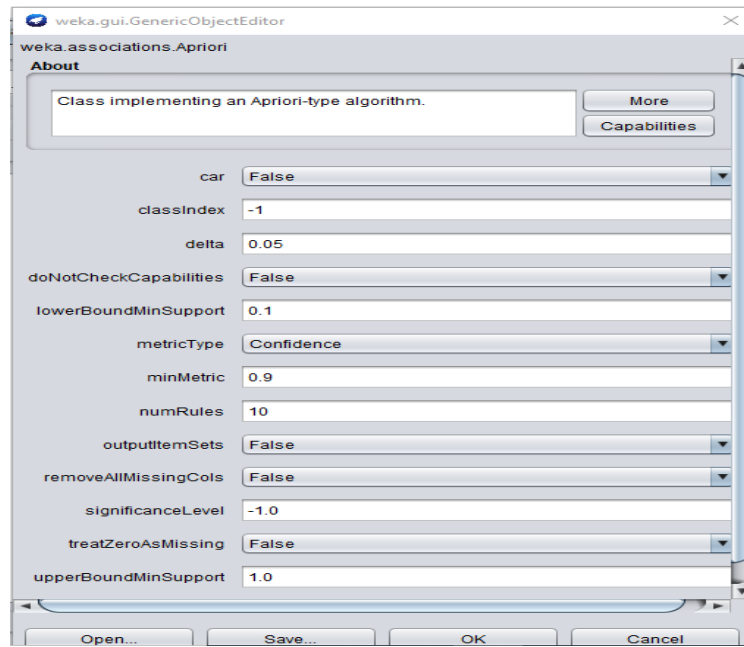 weka.gui.GenericObjectEditor
weka.associations.Apriori
About
Class implementing an Apriori-type algorithm.
More
Capabilities
car False
classIndex -1
delta 0.05
doNotCheckCapabilities False
lowerBoundMinSupport 0.1
metricType Confidence
minMetric 0.9
numRules 10
outputItemSets False
removeAllMissingCols False
significanceLevel -1.0
treatZeroAsMissing False
upperBoundMinSupport 1.0
Open... Save... OK Cancel